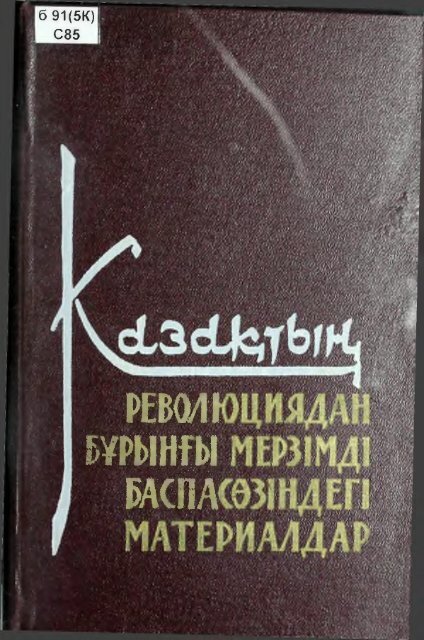 б 91(5К)
С85
Қазақтың
РЕВОЛЮЦИЯДАН
БҰРЫНҒЫ МЕРЗІМДІ
БАСПАСӨЗІНДЕГІ
МАТЕРИАЛДАР